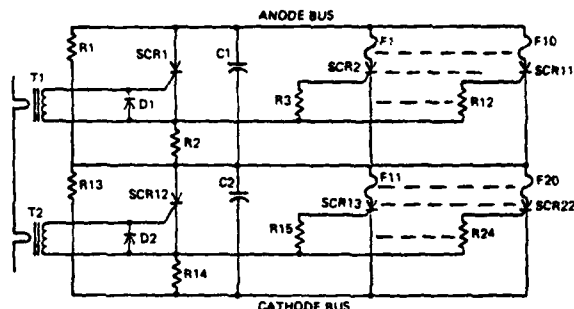 ANODE BUS
R1
SCR1
C1
F1
F10
T1
SCR2
SCR11
D1
R3
R12
R2
R13
SCR12
C2
F11
F20
T2
SCR13
SCR22
D2
R15
R24
R14
CATHODE BUS